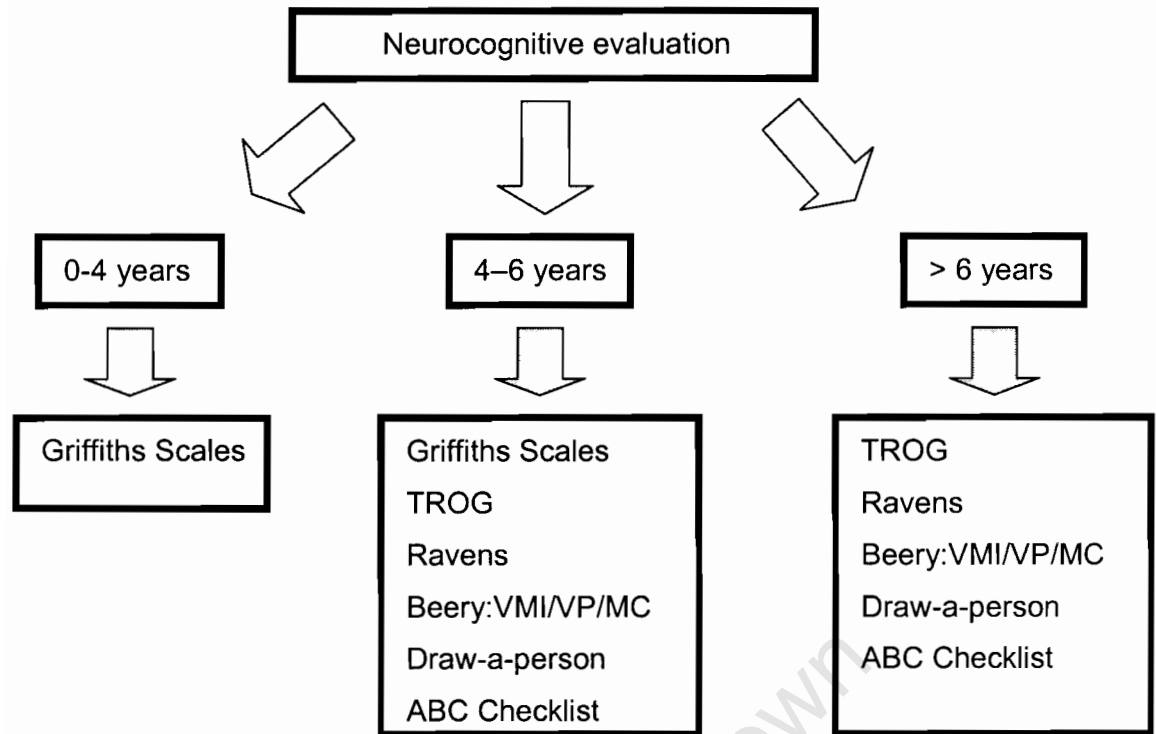 Neurocognitive evaluation
0-4 years
4–6 years
> 6 years
Griffiths Scales
Griffiths Scales
TROG
Ravens
Beery:VMI/VP/MC
Draw-a-person
ABC Checklist
TROG
Ravens
Beery:VMI/VP/MC
Draw-a-person
ABC Checklist